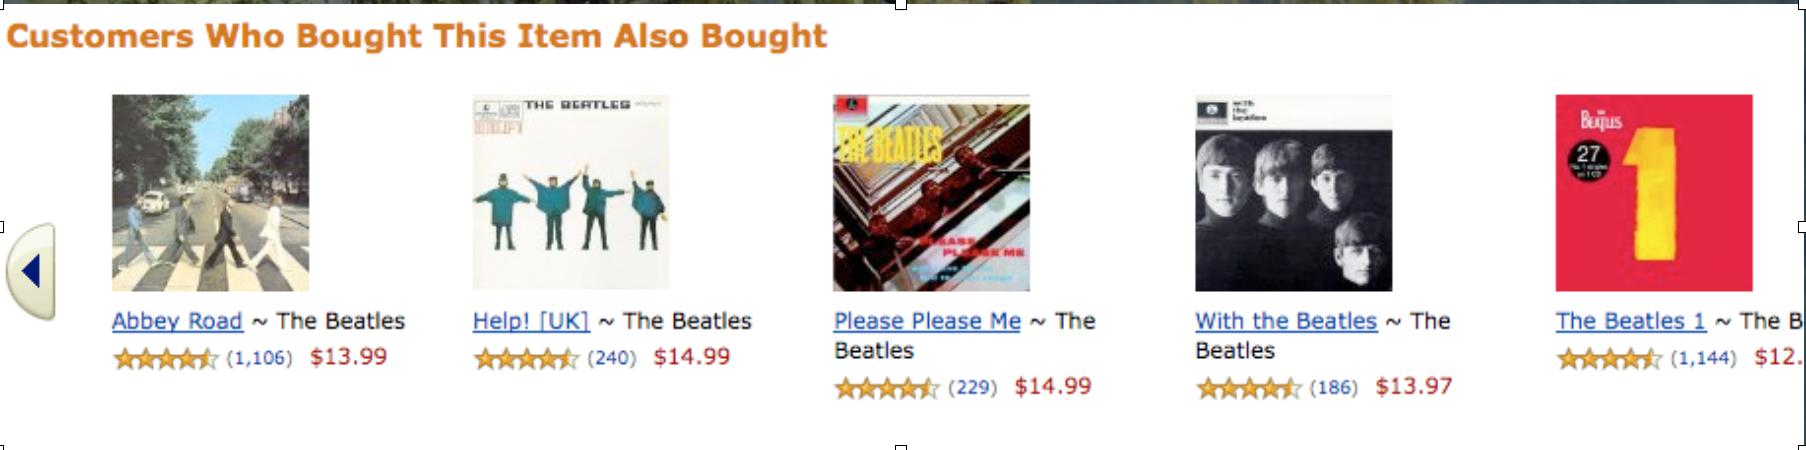 Customers Who Bought This Item Also Bought
THE BEATLES
THE BEATLES
PLEASE
PLEASE ME
with
the
beatles
BEATLES
27
1
Abbey Road ~ The Beatles
(1,106) $13.99
Help! [UK] ~ The Beatles
(240) $14.99
Please Please Me ~ The
Beatles
(229) $14.99
With the Beatles ~ The
Beatles
(186) $13.97
The Beatles 1 ~ The B
(1,144) $12.